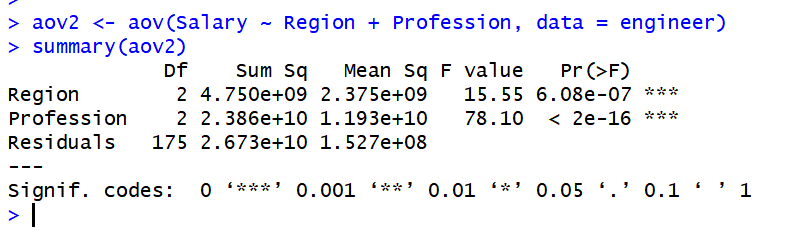 > aov2 <- aov(Salary ~ Region + Profession, data = engineer)
> summary(aov2)
             Df    Sum Sq   Mean Sq F value   Pr(>F)    
Region        2 4.750e+09 2.375e+09   15.55 6.08e-07 ***
Profession    2 2.386e+10 1.193e+10   78.10  < 2e-16 ***
Residuals   175 2.673e+10 1.527e+08
---
Signif. codes:  0 ‘***’ 0.001 ‘**’ 0.01 ‘*’ 0.05 ‘.’ 0.1 ‘ ’ 1
>